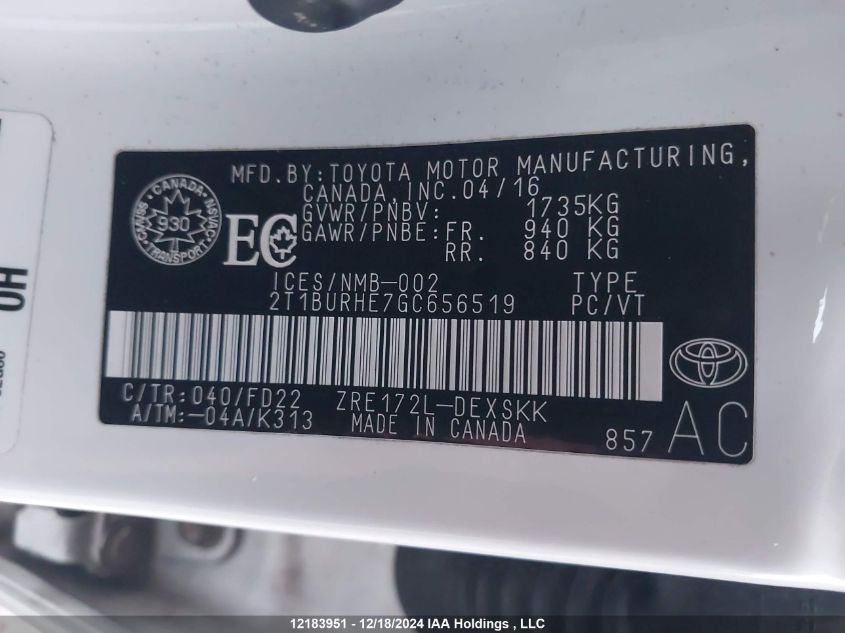 MFD.BY:TOYOTA MOTOR MANUFACTURING,
CANADA,INC.04/16
GVWR/PNBV: 1735KG
GAWR/PNBE:FR. 940 KG
RR. 840 KG
CANADA
930
TRANSPORT
EC
ICES/NMB-002 TYPE
2T1BURHE7GC656519 PC/VT
C/TR:040/FD22 ZRE172L-DEXSKK
A/TM:-04A/K313 MADE IN CANADA
857 AC
12183951 - 12/18/2024 IAA Holdings , LLC